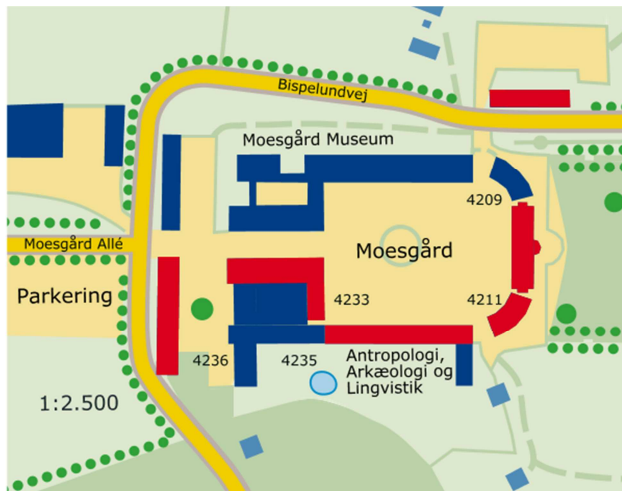 Bispelundvej
Moesgård Museum
4209
Moesgård Allé
Moesgård
Parkering
4233
4211
4236
4235
Antropologi,
Arkæologi og
Lingvistik
1:2.500